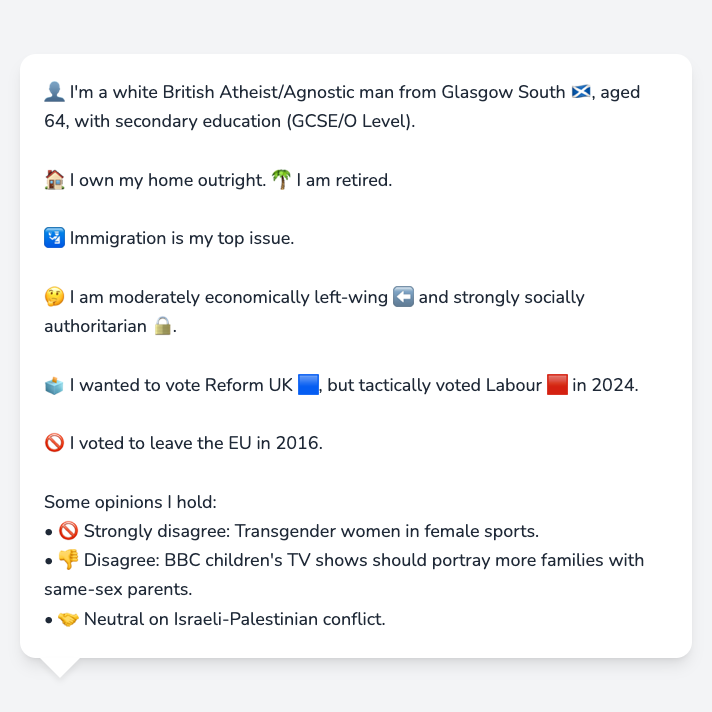 👤 I'm a white British Atheist/Agnostic man from Glasgow South 🏴󠁧󠁢󠁳󠁣󠁴󠁿, aged
64, with secondary education (GCSE/O Level).
🏠 I own my home outright. 🌴 I am retired.
🛂 Immigration is my top issue.
🤔 I am moderately economically left-wing ⬅️ and strongly socially
authoritarian 🔒.
🗳️ I wanted to vote Reform UK 🟦, but tactically voted Labour 🟥 in 2024.
🚫 I voted to leave the EU in 2016.
Some opinions I hold:
• 🚫 Strongly disagree: Transgender women in female sports.
• 👎 Disagree: BBC children's TV shows should portray more families with
same-sex parents.
• 🤝 Neutral on Israeli-Palestinian conflict.